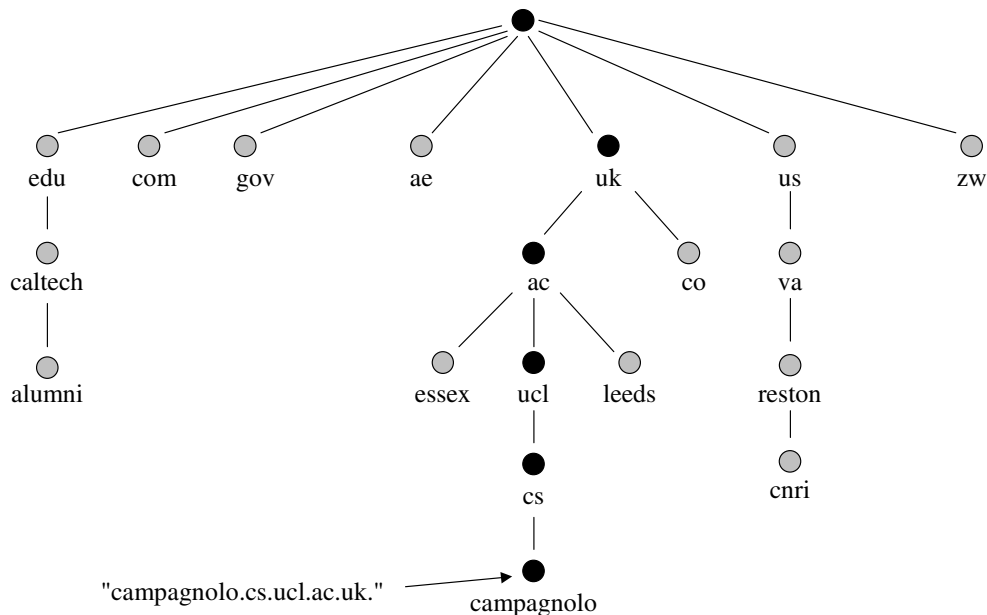 edu com gov ae uk us zw
caltech ac co va
alumni essex ucl leeds reston
cs cnri
"campagnolo.cs.ucl.ac.uk."
campagnolo